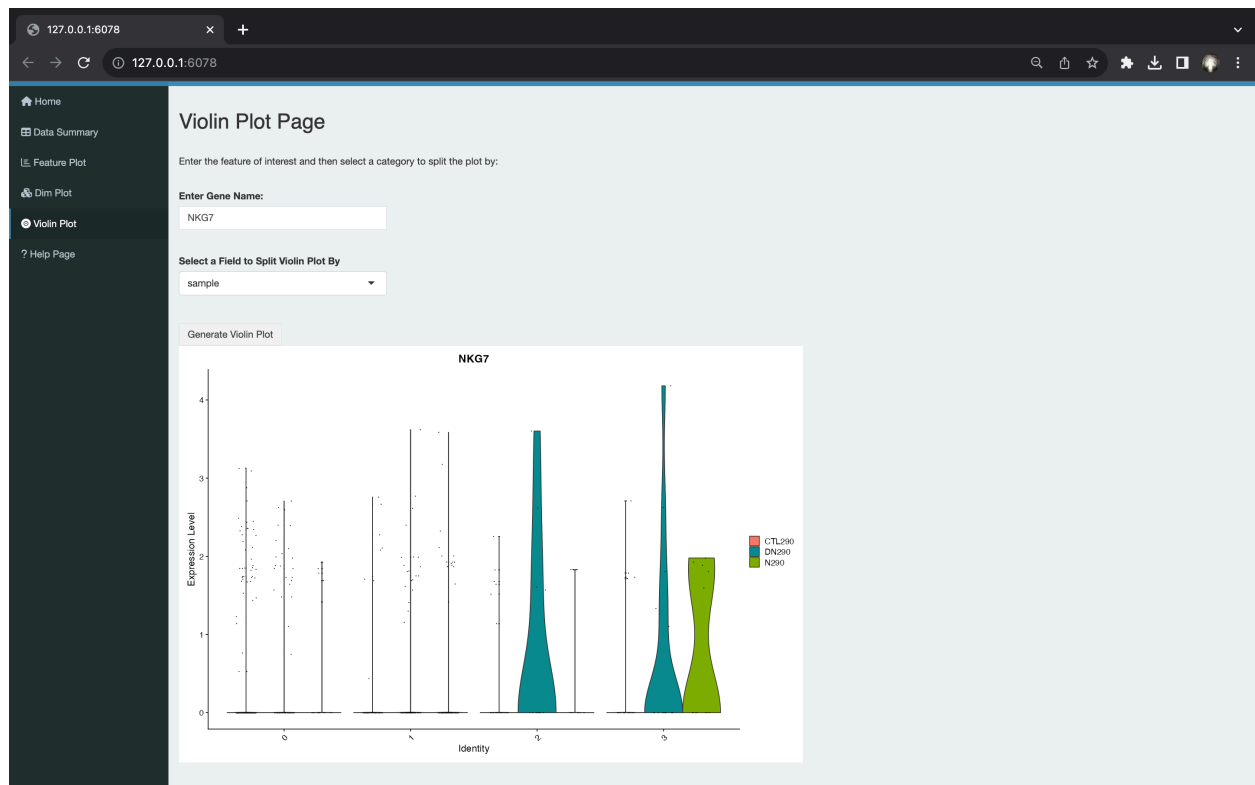 127.0.0.1:6078
127.0.0.1:6078
Home
Data Summary
Feature Plot
Dim Plot
Violin Plot
? Help Page
Violin Plot Page
Enter the feature of interest and then select a category to split the plot by:
Enter Gene Name:
NKG7
Select a Field to Split Violin Plot By
sample
Generate Violin Plot
NKG7
Expression Level
4
3
2
1
0
0
1
2
3
Identity
CTL290
DN290
N290